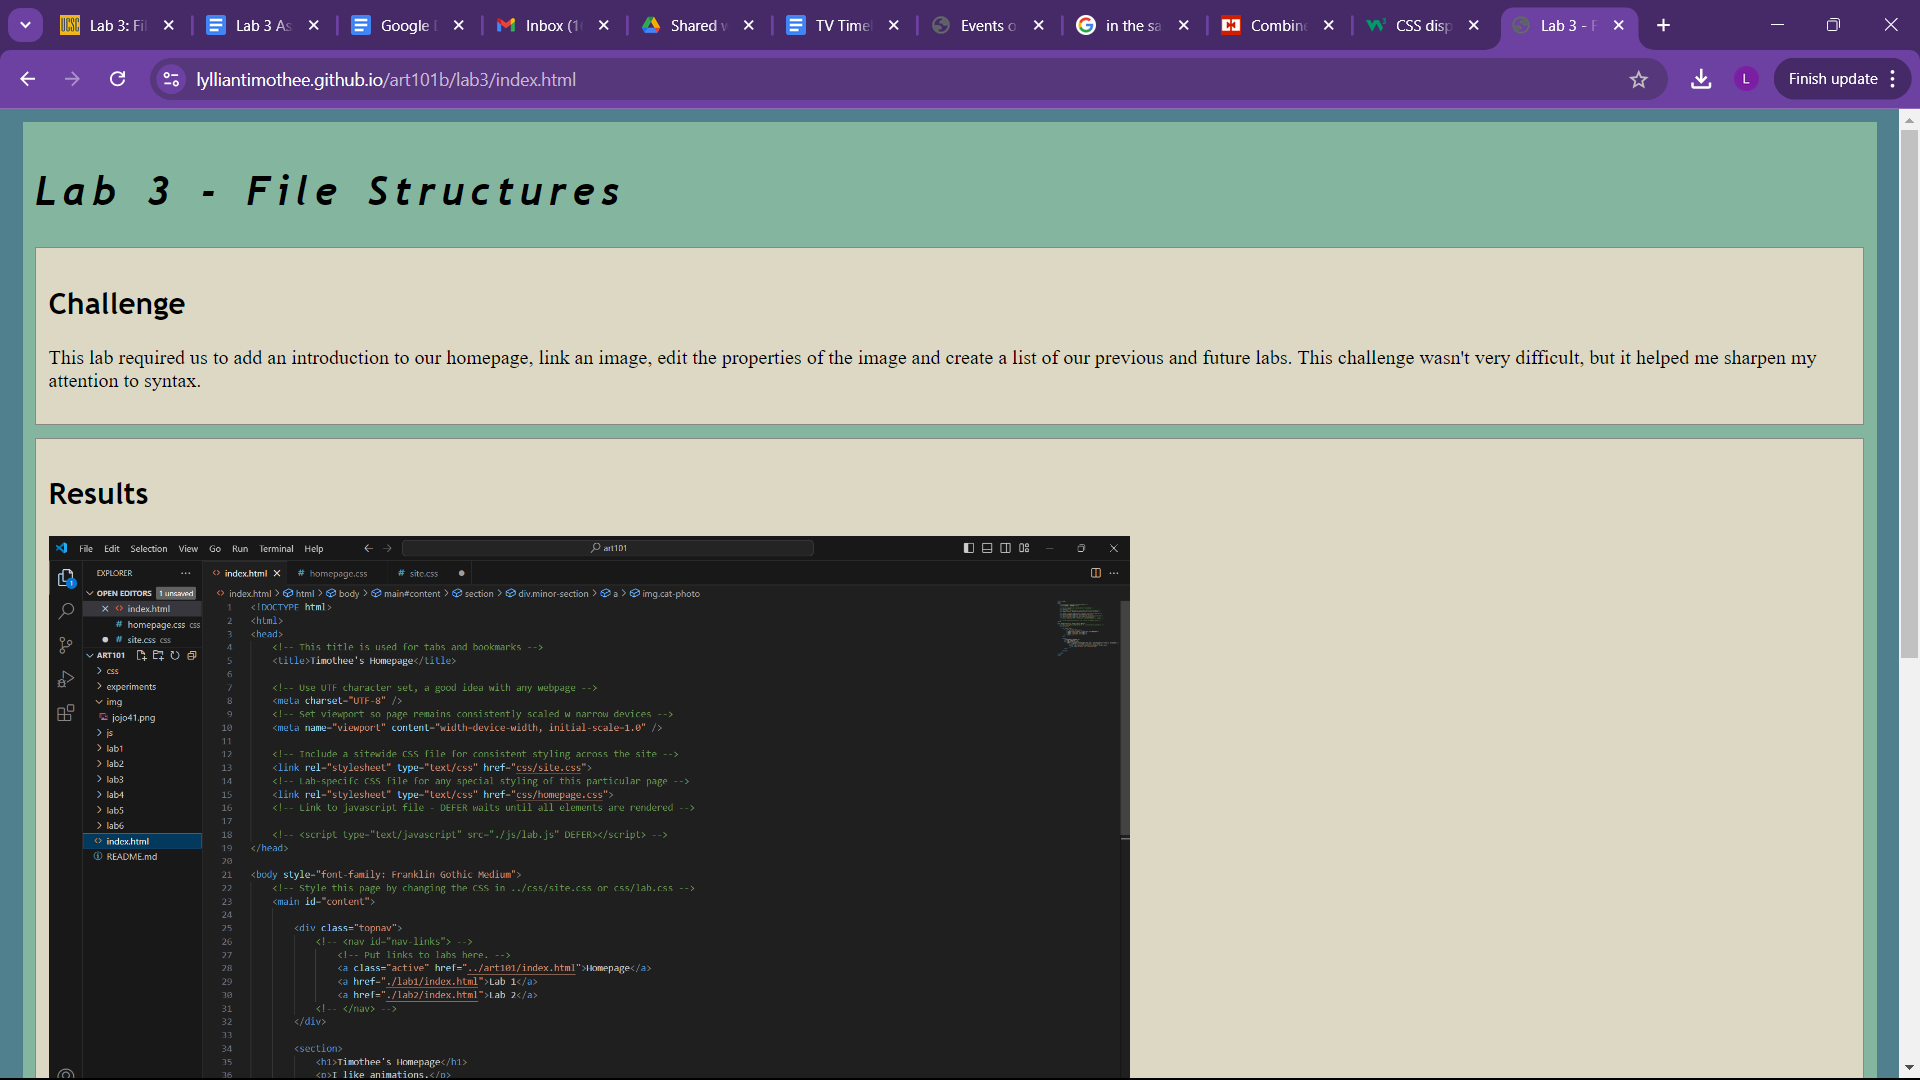 Lab 3: Fi
Lab 3 As
Google
Inbox (1
Shared
TV Time
Events o
in the sa
Combin
CSS disp
Lab 3 - F
lylliantimothee.github.io/art101b/lab3/index.html
L
Finish update
Lab 3 - File Structures
Challenge
This lab required us to add an introduction to our homepage, link an image, edit the properties of the image and create a list of our previous and future labs. This challenge wasn't very difficult, but it helped me sharpen my
attention to syntax.
Results
File Edit Selection View Go Run Terminal Help
art101
EXPLORER
index.html
# homepage.css
# site.css
OPEN EDITORS 1 unsaved
index.html > html > body > main#content > section > div.minor-section > a > img.cat-photo
index.html
# homepage.css css
# site.css css
ART101
css
experiments
img
jojo41.png
js
lab1
lab2
lab3
lab4
lab5
lab6
index.html
README.md
1 <!DOCTYPE html>
2 <html>
3 <head>
4 <!-- This title is used for tabs and bookmarks -->
5 <title>Timothee's Homepage</title>
6
7 <!-- Use UTF character set, a good idea with any webpage -->
8 <meta charset="UTF-8" />
9 <!-- Set viewport so page remains consistently scaled w narrow devices -->
10 <meta name="viewport" content="width=device-width, initial-scale=1.0" />
11
12 <!-- Include a sitewide CSS file for consistent styling across the site -->
13 <link rel="stylesheet" type="text/css" href="css/site.css">
14 <!-- Lab-specifc CSS file for any special styling of this particular page -->
15 <link rel="stylesheet" type="text/css" href="css/homepage.css">
16 <!-- Link to javascript file - DEFER waits until all elements are rendered -->
17
18 <!-- <script type="text/javascript" src="./js/lab.js" DEFER></script> -->
19 </head>
20
21 <body style="font-family: Franklin Gothic Medium">
22 <!-- Style this page by changing the CSS in ../css/site.css or css/lab.css -->
23 <main id="content">
24
25 <div class="topnav">
26 <!-- <nav id="nav-links"> -->
27 <!-- Put links to labs here. -->
28 <a class="active" href="../art101/index.html">Homepage</a>
29 <a href="./lab1/index.html">Lab 1</a>
30 <a href="./lab2/index.html">Lab 2</a>
31 <!-- </nav> -->
32 </div>
33
34 <section>
35 <h1>Timothee's Homepage</h1>
36 <p>I like animations.</p>